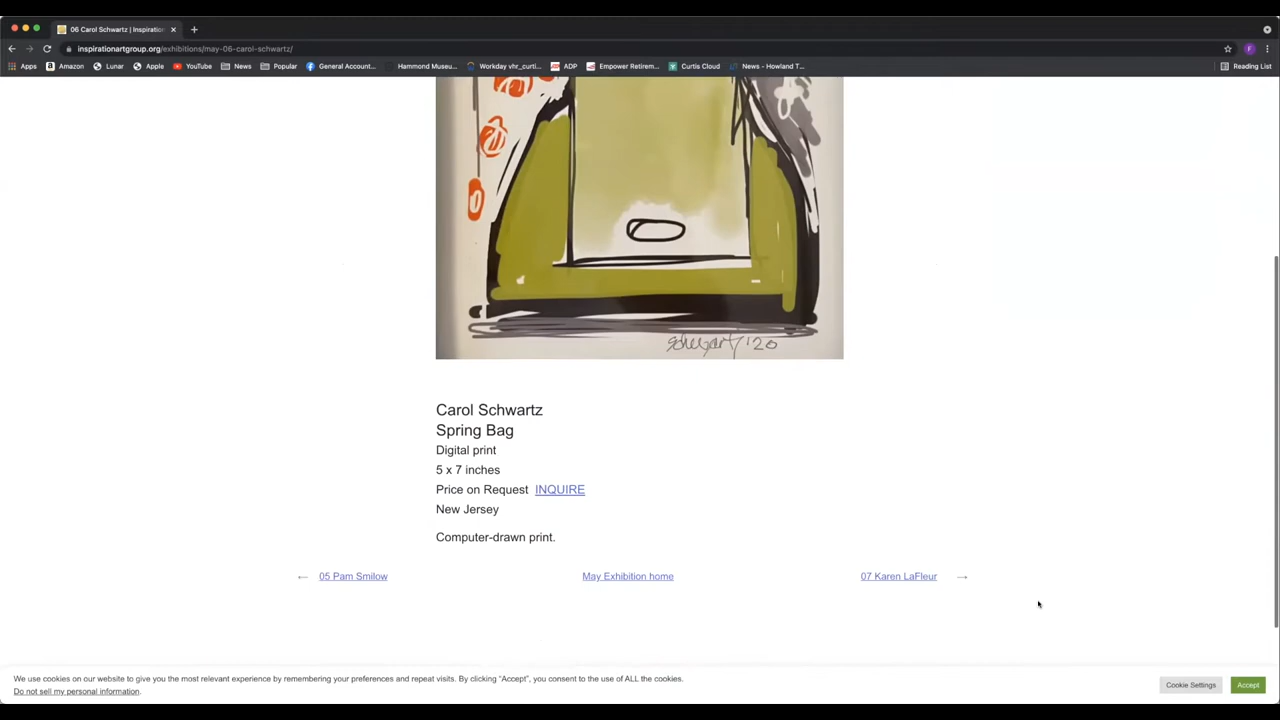 06 Carol Schwartz | Inspiration
inspirationartgroup.org/exhibitions/may-06-carol-schwartz/
Apps Amazon Lunar Apple YouTube News Popular General Account... Hammond Museu... Workday vhr_curti... ADP Empower Retirem... Curtis Cloud News - Howland T... Reading List
Schwartz '20
Carol Schwartz
Spring Bag
Digital print
5 x 7 inches
Price on Request INQUIRE
New Jersey
Computer-drawn print.
← 05 Pam Smilow May Exhibition home 07 Karen LaFleur →
We use cookies on our website to give you the most relevant experience by remembering your preferences and repeat visits. By clicking “Accept”, you consent to the use of ALL the cookies.
Do not sell my personal information.
Cookie Settings Accept